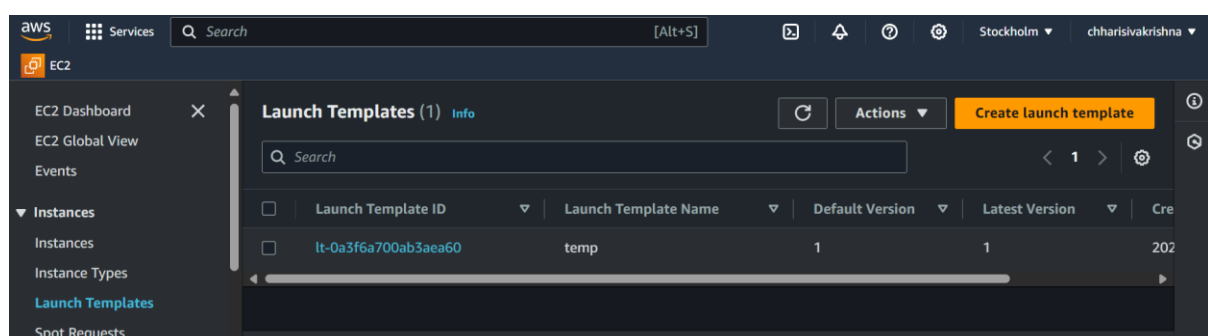 aws Services Search [Alt+S] Stockholm ▼ chharisivakrishna ▼
EC2
EC2 Dashboard
EC2 Global View
Events
▼ Instances
Instances
Instance Types
Launch Templates
Spot Requests
Launch Templates (1) Info
Actions ▼
Create launch template
Search
1
Launch Template ID Launch Template Name Default Version Latest Version Cre
lt-0a3f6a700ab3aea60 temp 1 1 202